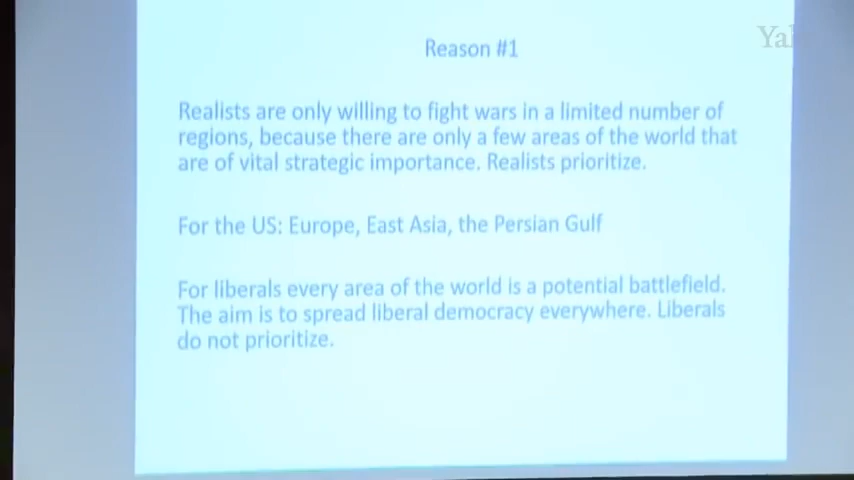 Reason #1
Realists are only willing to fight wars in a limited number of
regions, because there are only a few areas of the world that
are of vital strategic importance. Realists prioritize.
For the US: Europe, East Asia, the Persian Gulf
For liberals every area of the world is a potential battlefield.
The aim is to spread liberal democracy everywhere. Liberals
do not prioritize.